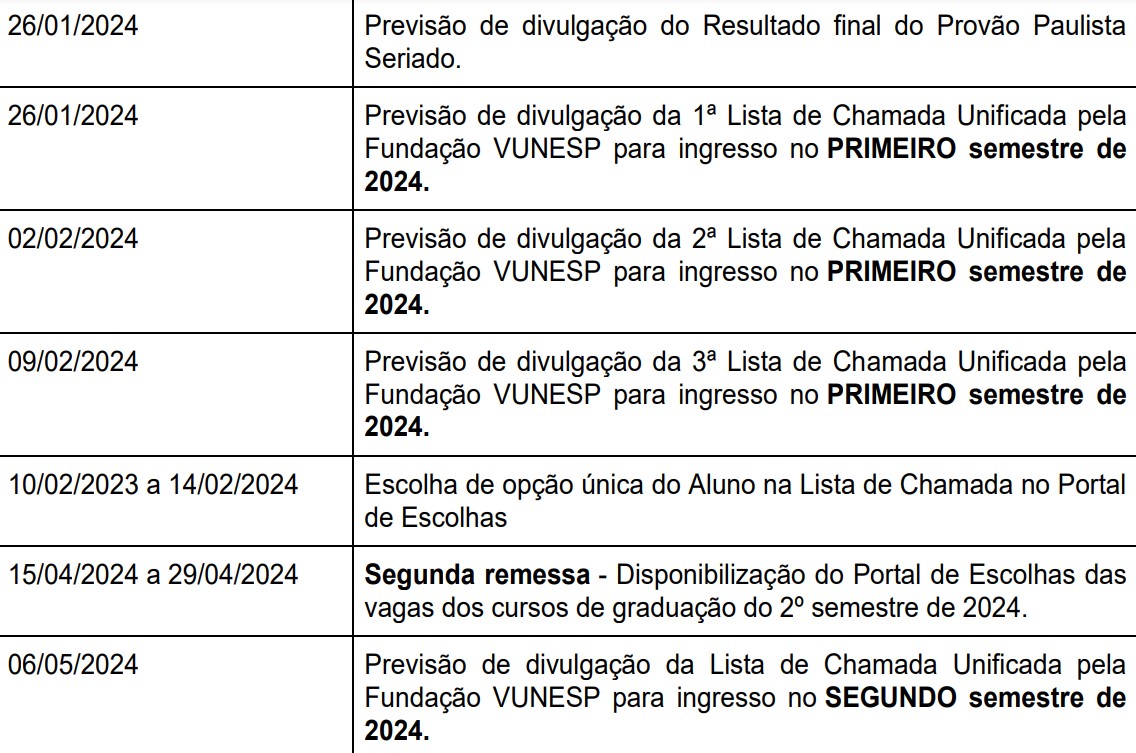 26/01/2024
Previsão de divulgação do Resultado final do Provão Paulista
Seriado.
26/01/2024
Previsão de divulgação da 1ª Lista de Chamada Unificada pela
Fundação VUNESP para ingresso no PRIMEIRO semestre de
2024.
02/02/2024
Previsão de divulgação da 2ª Lista de Chamada Unificada pela
Fundação VUNESP para ingresso no PRIMEIRO semestre de
2024.
09/02/2024
Previsão de divulgação da 3ª Lista de Chamada Unificada pela
Fundação VUNESP para ingresso no PRIMEIRO semestre de
2024.
10/02/2023 a 14/02/2024
Escolha de opção única do Aluno na Lista de Chamada no Portal
de Escolhas
15/04/2024 a 29/04/2024
Segunda remessa - Disponibilização do Portal de Escolhas das
vagas dos cursos de graduação do 2º semestre de 2024.
06/05/2024
Previsão de divulgação da Lista de Chamada Unificada pela
Fundação VUNESP para ingresso no SEGUNDO semestre de
2024.